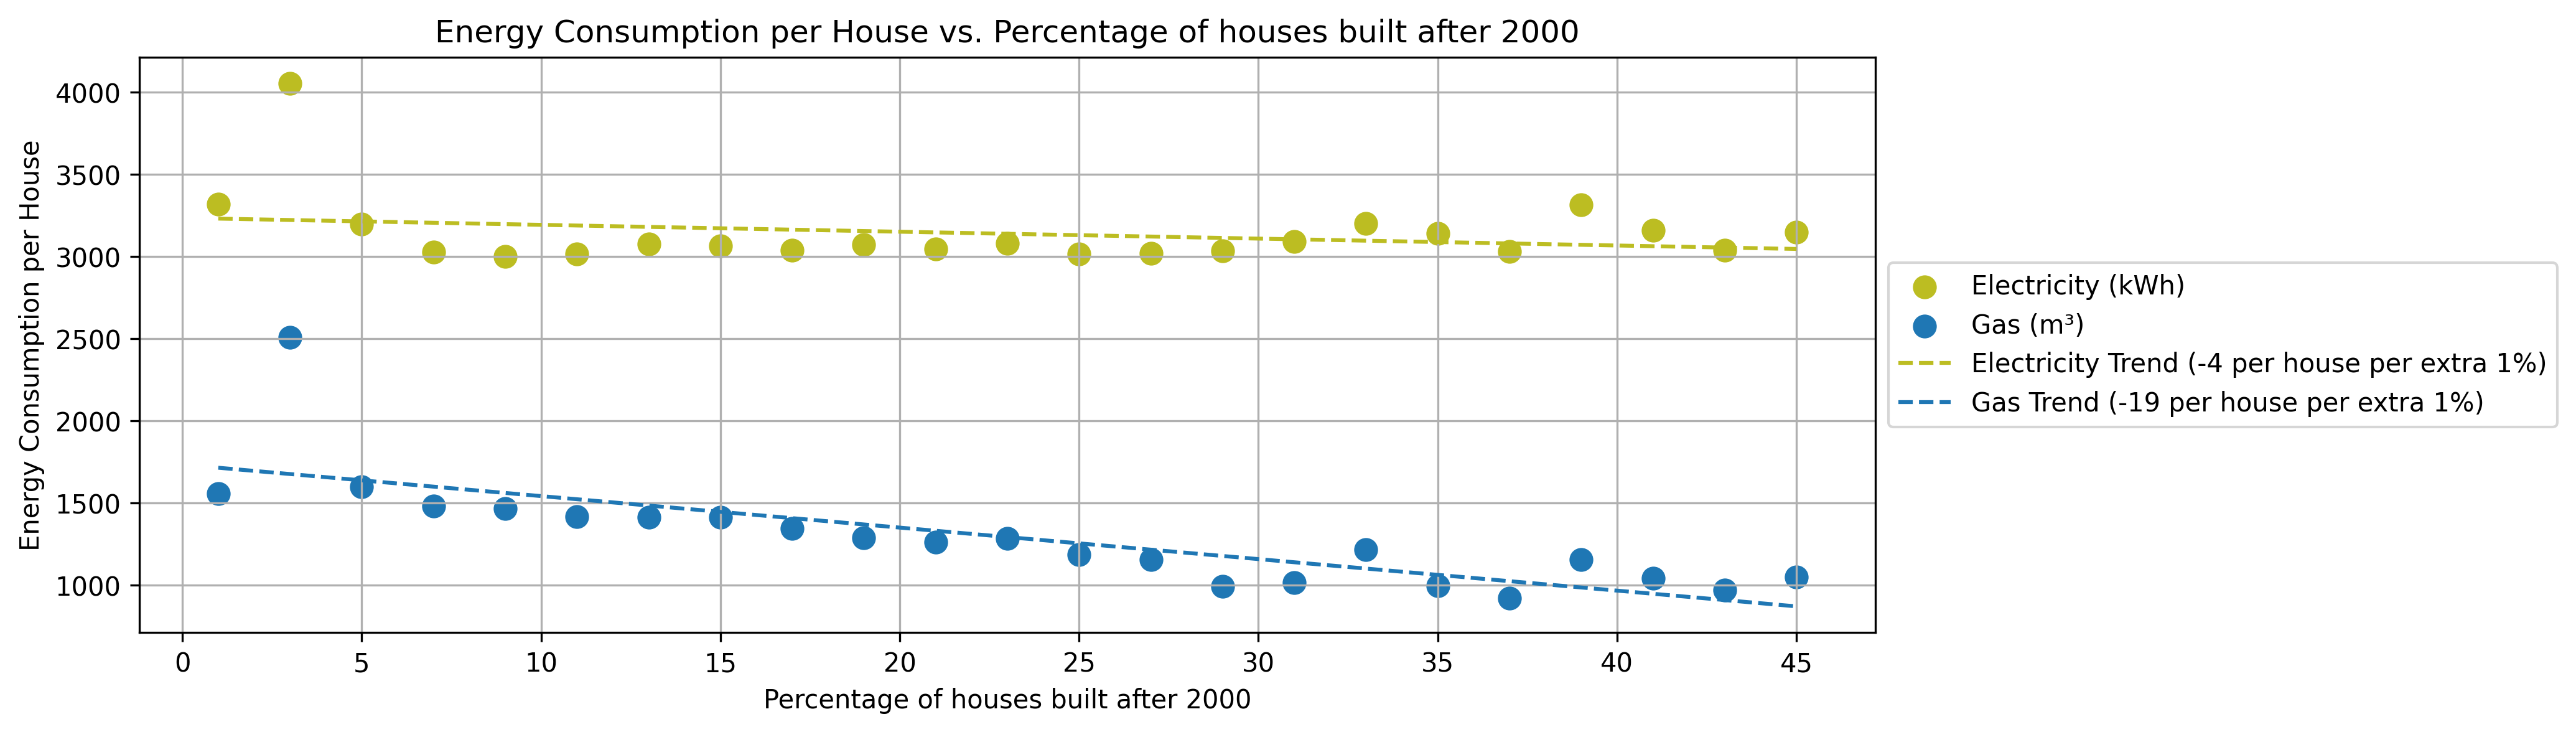 Energy Consumption per House vs. Percentage of houses built after 2000
Energy Consumption per House
4000
3500
3000
2500
2000
1500
1000
0 5 10 15 20 25 30 35 40 45
Percentage of houses built after 2000
Electricity (kWh)
Gas (m³)
Electricity Trend (-4 per house per extra 1%)
Gas Trend (-19 per house per extra 1%)